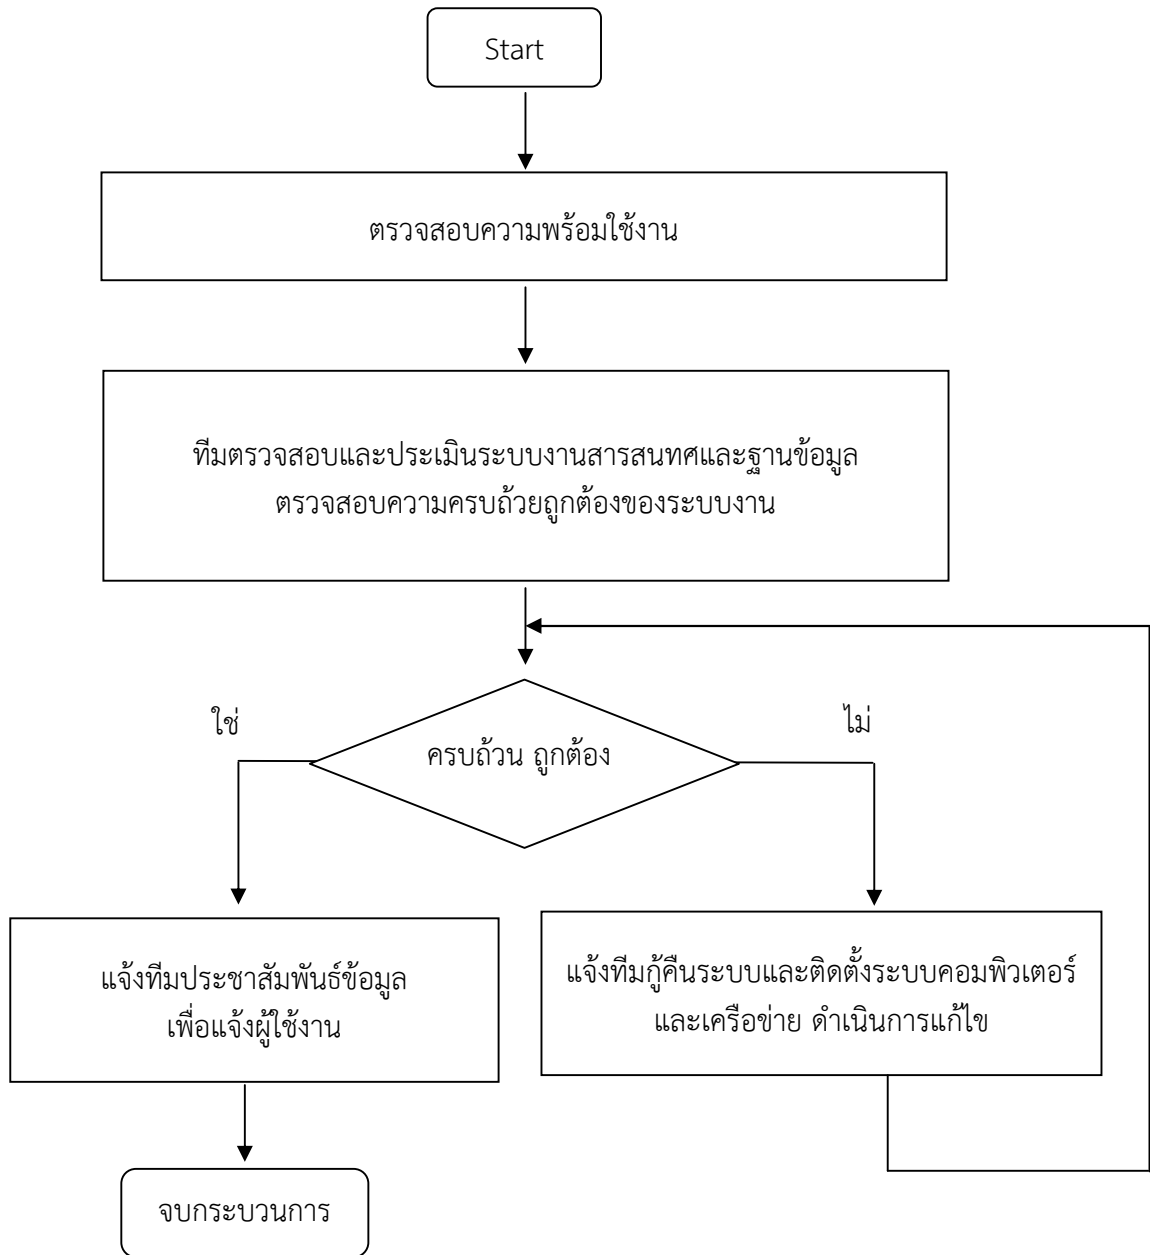 Start
ตรวจสอบความพร้อมใช้งาน
ทีมตรวจสอบและประเมินระบบงานสารสนทศและฐานข้อมูล
ตรวจสอบความครบถ้วยถูกต้องของระบบงาน
ใช่
ไม่
ครบถ้วน ถูกต้อง
แจ้งทีมประชาสัมพันธ์ข้อมูล
เพื่อแจ้งผู้ใช้งาน
แจ้งทีมกู้คืนระบบและติดตั้งระบบคอมพิวเตอร์
และเครือข่าย ดำเนินการแก้ไข
จบกระบวนการ